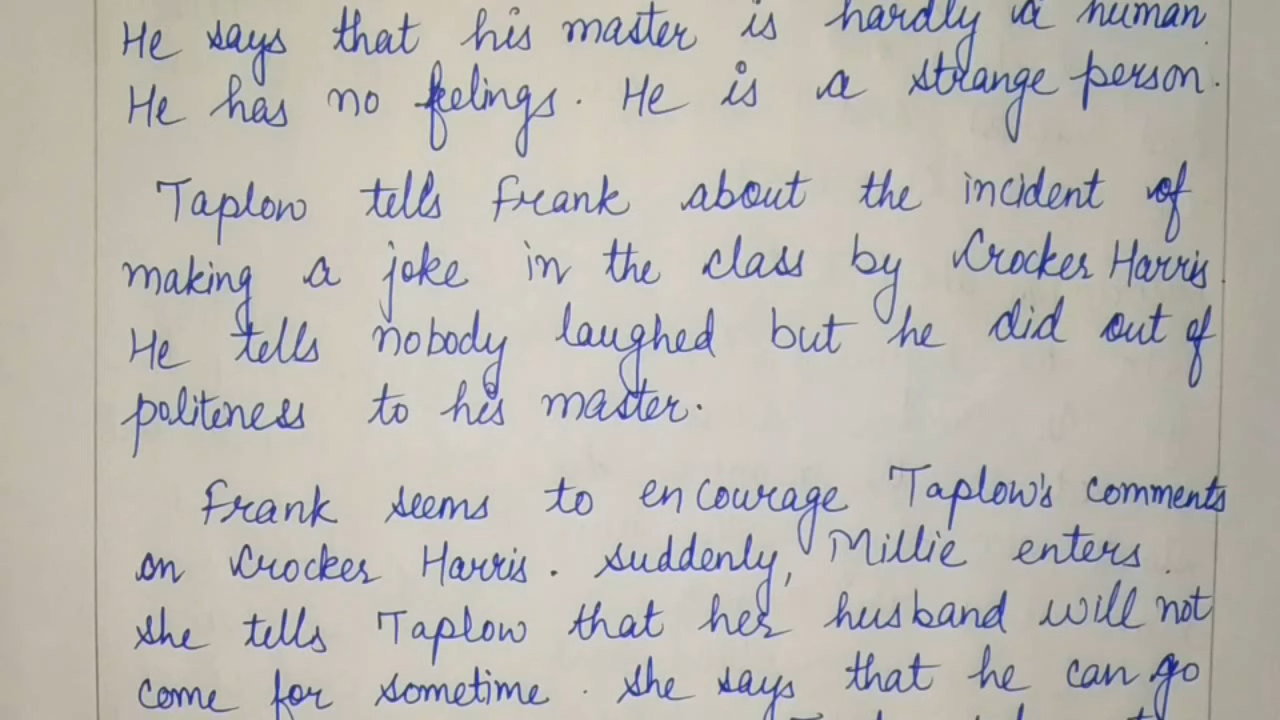 He says that his master is hardly a human.
He has no feelings. He is a strange person.
Taplow tells Frank about the incident of
making a joke in the class by Crocker Harris.
He tells nobody laughed but he did out of
politeness to his master.
Frank seems to encourage Taplow's comments
on Crocker Harris. Suddenly, Millie enters.
She tells Taplow that her husband will not
come for sometime. She says that he can go